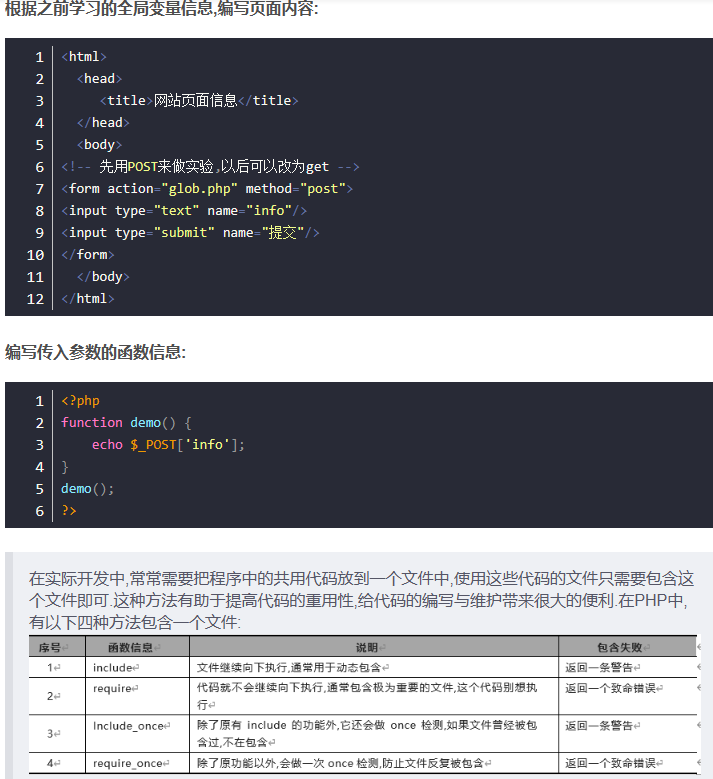 根据之前学习的全局变量信息,编写页面内容:
1 <html>
2 <head>
3 <title>网站页面信息</title>
4 </head>
5 <body>
6 <!-- 先用POST来做实验,以后可以改为get -->
7 <form action="glob.php" method="post">
8 <input type="text" name="info"/>
9 <input type="submit" name="提交"/>
10 </form>
11 </body>
12 </html>
编写传入参数的函数信息:
1 <?php
2 function demo() {
3 echo $_POST['info'];
4 }
5 demo();
6 ?>
在实际开发中,常常需要把程序中的共用代码放到一个文件中,使用这些代码的文件只需要包含这
个文件即可.这种方法有助于提高代码的重用性,给代码的编写与维护带来很大的便利.在PHP中,
有以下四种方法包含一个文件:
序号 函数信息 说明 包含失败
1 include 文件继续向下执行,通常用于动态包含 返回一条警告
2 require 代码就不会继续向下执行,通常包含极为重要的文件,这个代码别想执 返回一个致命错误
行
3 Include_once 除了原有 include 的功能外,它还会做 once 检测,如果文件曾经被包 返回一条警告
含过,不在包含
4 require_once 除了原功能以外,会做一次 once 检测,防止文件反复被包含 返回一个致命错误